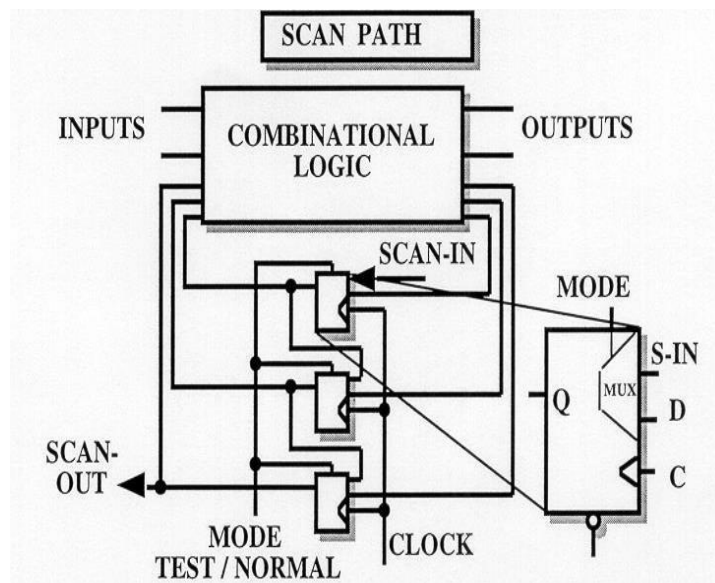 SCAN PATH
INPUTS
COMBINATIONAL
LOGIC
OUTPUTS
SCAN-IN
MODE
S-IN
MUX
Q
D
C
SCAN-
OUT
MODE
TEST / NORMAL
CLOCK